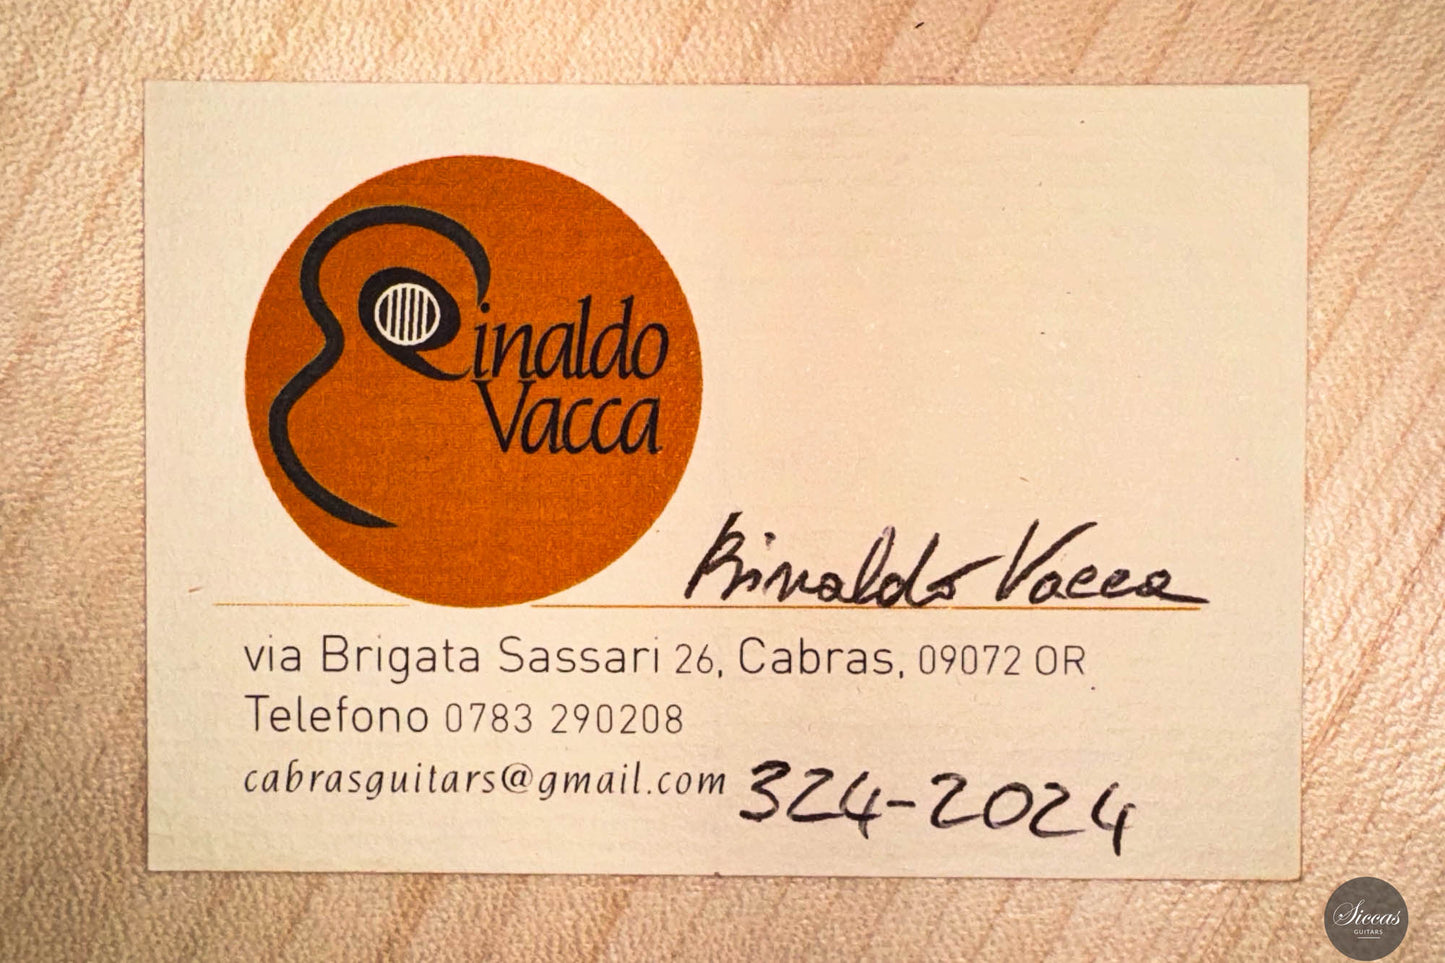 Rinaldo
Vacca
Rinaldo Vacca
via Brigata Sassari 26, Cabras, 09072 OR
Telefono 0783 290208
cabrasguitars@gmail.com
324-2024
Siccas
GUITARS